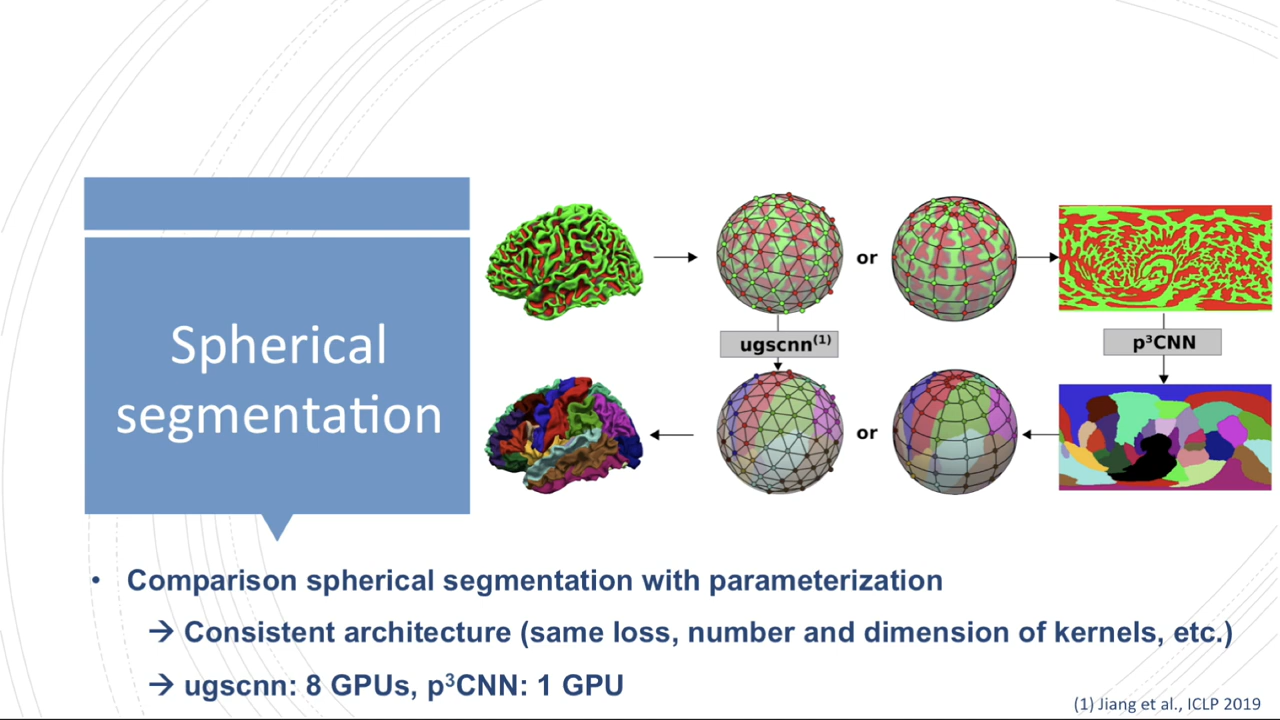 Spherical
segmentation
or
ugscnn⁽¹⁾
p³CNN
or
• Comparison spherical segmentation with parameterization
→ Consistent architecture (same loss, number and dimension of kernels, etc.)
→ ugscnn: 8 GPUs, p³CNN: 1 GPU
(1) Jiang et al., ICLP 2019